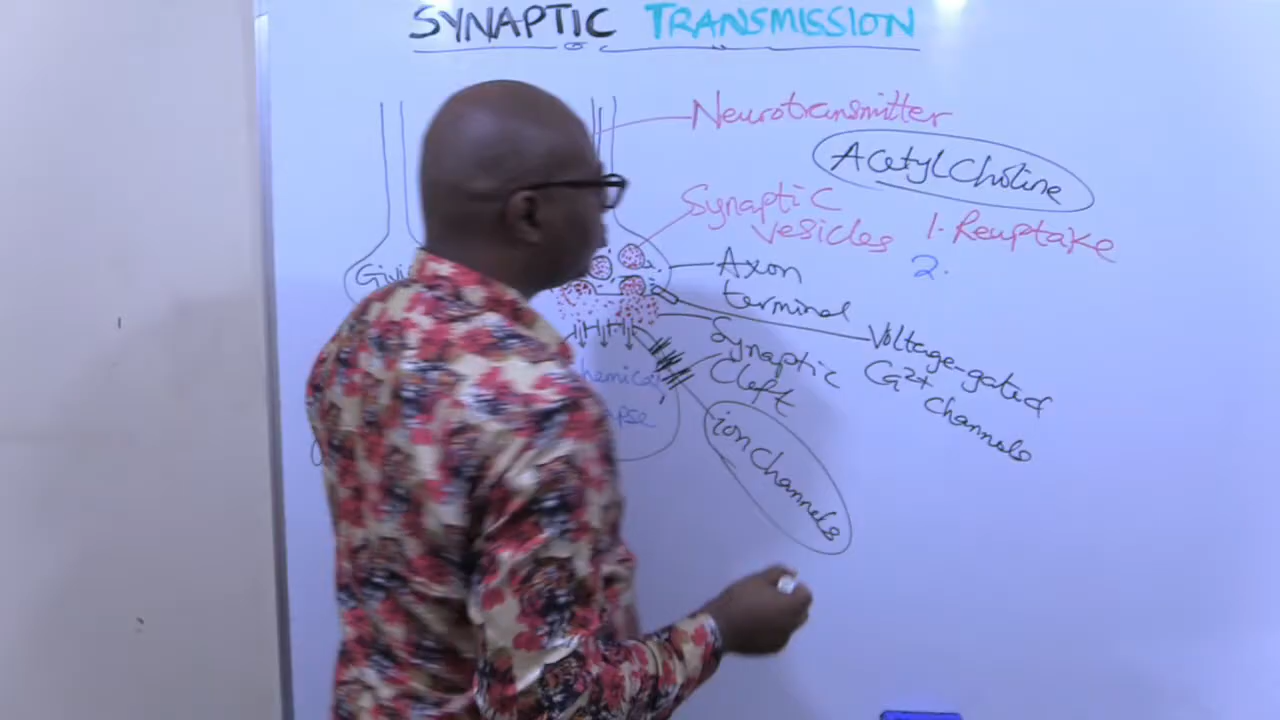 SYNAPTIC TRANSMISSION
Neurotransmitter
AcetylCholine
Synaptic
vesicles
1. Reuptake
2.
Axon
terminal
Voltage-gated
Ca2+
Channels
Synaptic
Cleft
ion Channels